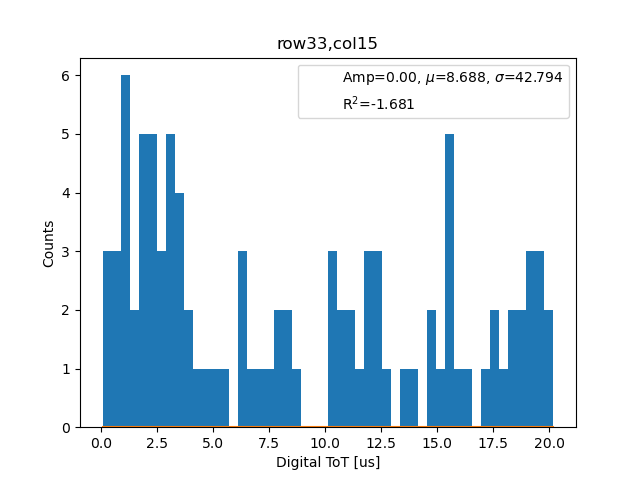 row33,col15
Amp=0.00, μ=8.688, σ=42.794
R²=-1.681
Counts
6
5
4
3
2
1
0
0.0 2.5 5.0 7.5 10.0 12.5 15.0 17.5 20.0
Digital ToT [us]